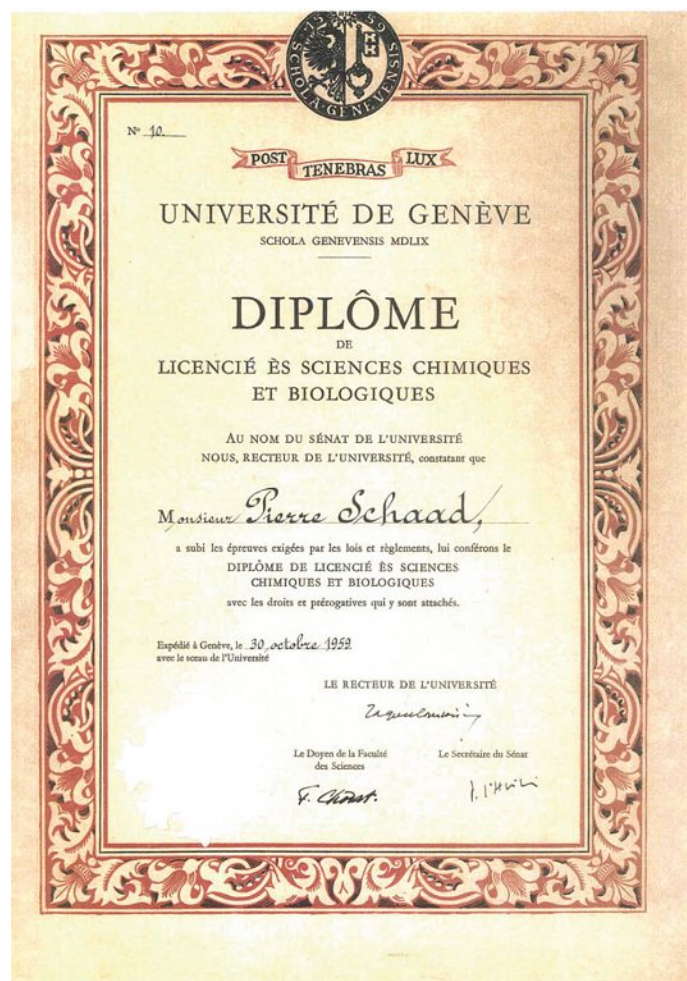 1559
SCHOLA·GENEVENSIS
Nº 10.
POST TENEBRAS LUX
UNIVERSITÉ DE GENÈVE
SCHOLA GENEVENSIS MDLIX
DIPLÔME
DE
LICENCIÉ ÈS SCIENCES CHIMIQUES
ET BIOLOGIQUES
AU NOM DU SÉNAT DE L'UNIVERSITÉ
NOUS, RECTEUR DE L'UNIVERSITÉ, constatant que
Monsieur Pierre Schaad,
a subi les épreuves exigées par les lois et règlements, lui conférons le
DIPLÔME DE LICENCIÉ ÈS SCIENCES
CHIMIQUES ET BIOLOGIQUES
avec les droits et prérogatives qui y sont attachés.
Expédié à Genève, le 30 octobre 1959.
avec le sceau de l'Université
LE RECTEUR DE L'UNIVERSITÉ
Le Doyen de la Faculté
des Sciences
Le Secrétaire du Sénat